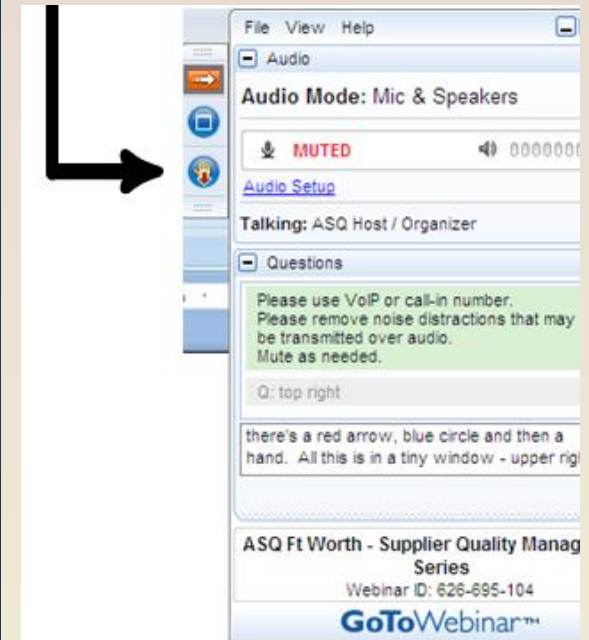 File View Help
Audio
Audio Mode: Mic & Speakers
MUTED 0000000
Audio Setup
Talking: ASQ Host / Organizer
Questions
Please use VoIP or call-in number.
Please remove noise distractions that may
be transmitted over audio.
Mute as needed.
Q: top right
there's a red arrow, blue circle and then a
hand. All this is in a tiny window - upper rig
ASQ Ft Worth - Supplier Quality Manag
Series
Webinar ID: 626-695-104
GoToWebinar™